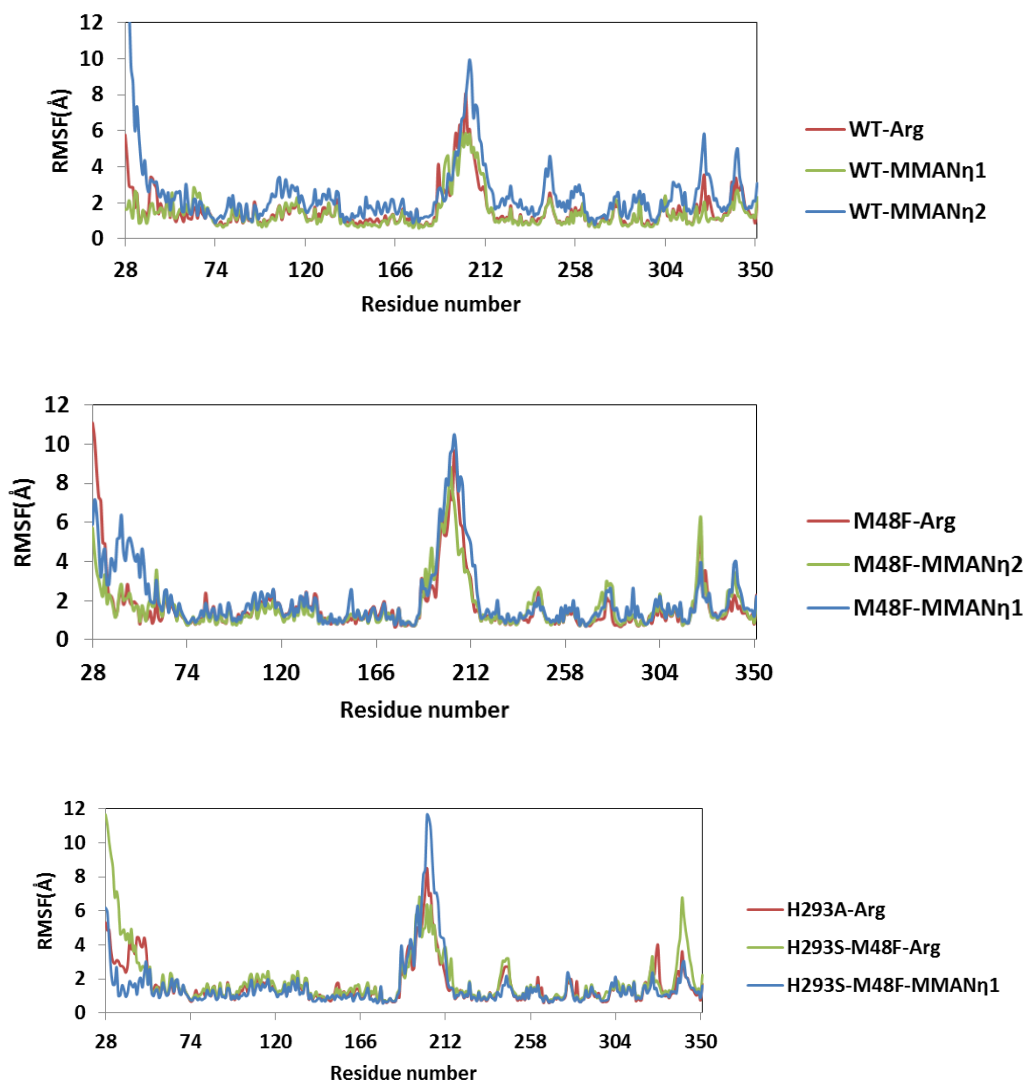 12
10
8
6
4
2
0
RMSF(Å)
28 74 120 166 212 258 304 350
Residue number
WT-Arg
WT-MMANη1
WT-MMANη2
12
10
8
6
4
2
0
RMSF(Å)
28 74 120 166 212 258 304 350
Residue number
M48F-Arg
M48F-MMANη2
M48F-MMANη1
12
10
8
6
4
2
0
RMSF(Å)
28 74 120 166 212 258 304 350
Residue number
H293A-Arg
H293S-M48F-Arg
H293S-M48F-MMANη1